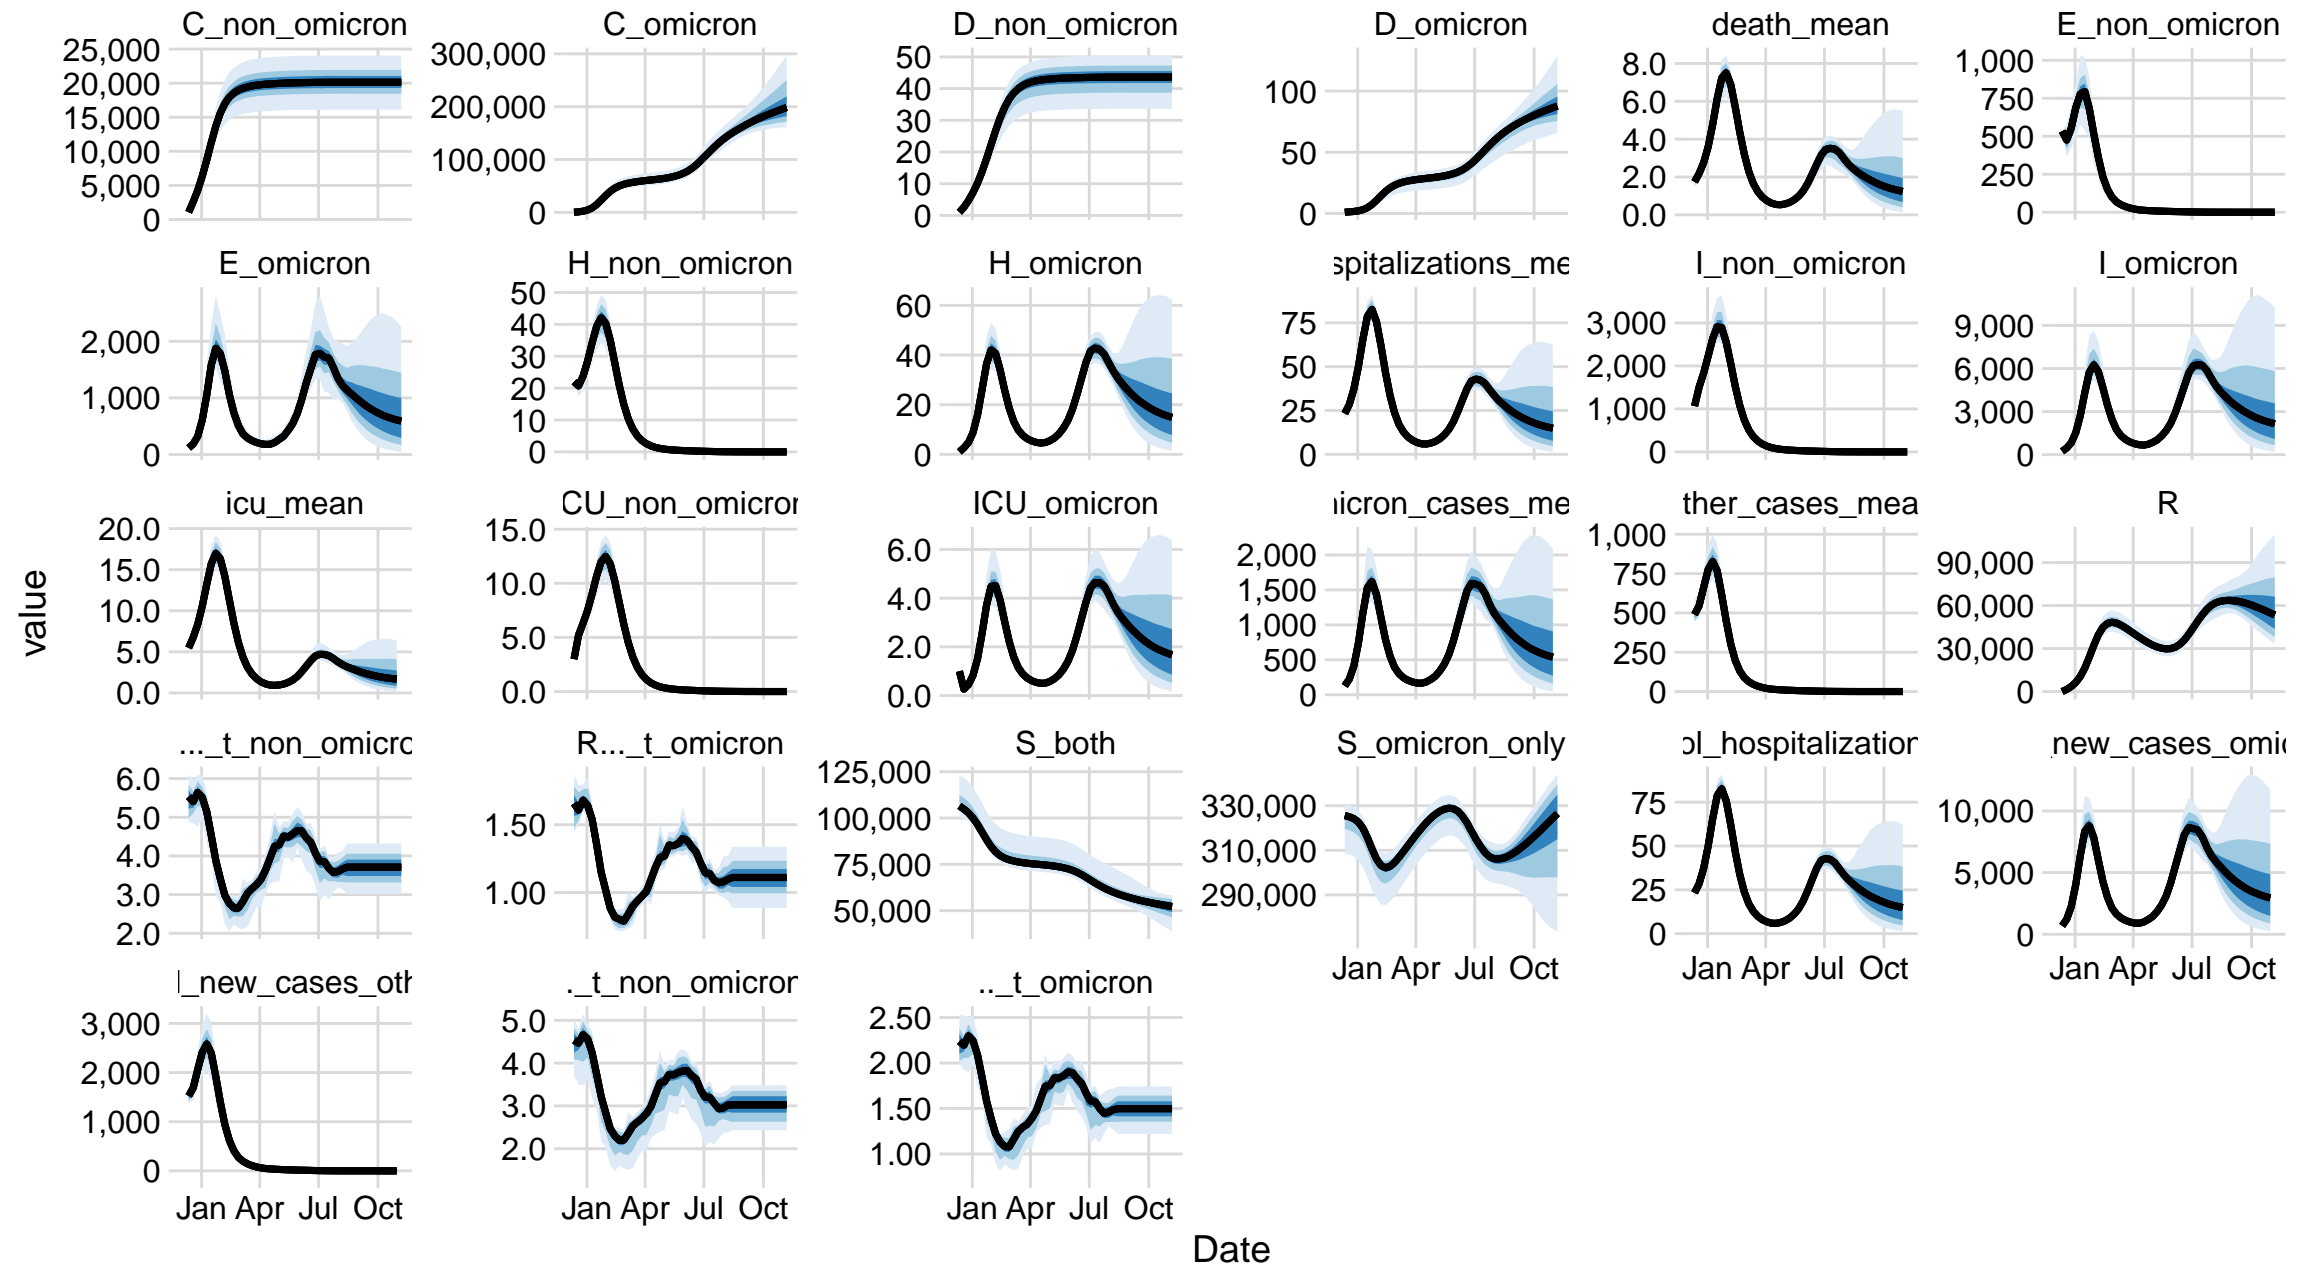 C_non_omicron C_omicron D_non_omicron D_omicron death_mean E_non_omicron
25,000 20,000 15,000 10,000 5,000 0
300,000 200,000 100,000 0
50 40 30 20 10 0
100 50 0
8.0 6.0 4.0 2.0 0.0
1,000 750 500 250 0
E_omicron H_non_omicron H_omicron spitalizations_me I_non_omicron I_omicron
2,000 1,000 0
50 40 30 20 10 0
60 40 20 0
75 50 25 0
3,000 2,000 1,000 0
9,000 6,000 3,000 0
icu_mean CU_non_omicror ICU_omicron icron_cases_me ther_cases_mea R
20.0 15.0 10.0 5.0 0.0
15.0 10.0 5.0 0.0
6.0 4.0 2.0 0.0
2,000 1,500 1,000 500 0
1,000 750 500 250 0
90,000 60,000 30,000 0
..._t_non_omicro R..._t_omicron S_both S_omicron_only ol_hospitalization _new_cases_omic
6.0 5.0 4.0 3.0 2.0
1.50 1.00
125,000 100,000 75,000 50,000
330,000 310,000 290,000
75 50 25 0
10,000 5,000 0
Jan Apr Jul Oct
Jan Apr Jul Oct
Jan Apr Jul Oct
l_new_cases_oth ._t_non_omicron .._t_omicron
3,000 2,000 1,000 0
5.0 4.0 3.0 2.0
2.50 2.00 1.50 1.00
Jan Apr Jul Oct
Jan Apr Jul Oct
Jan Apr Jul Oct
value
Date